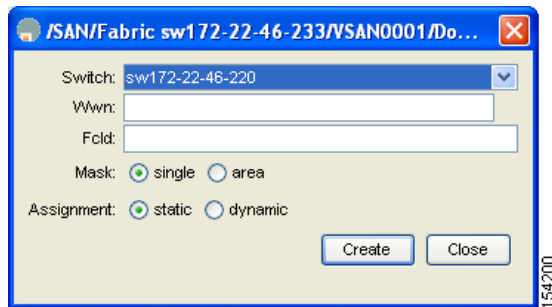 /SAN/Fabric sw172-22-46-233/VSAN0001/Do...
Switch: sw172-22-46-220
Wwn:
FcId:
Mask: single area
Assignment: static dynamic
Create Close
154200